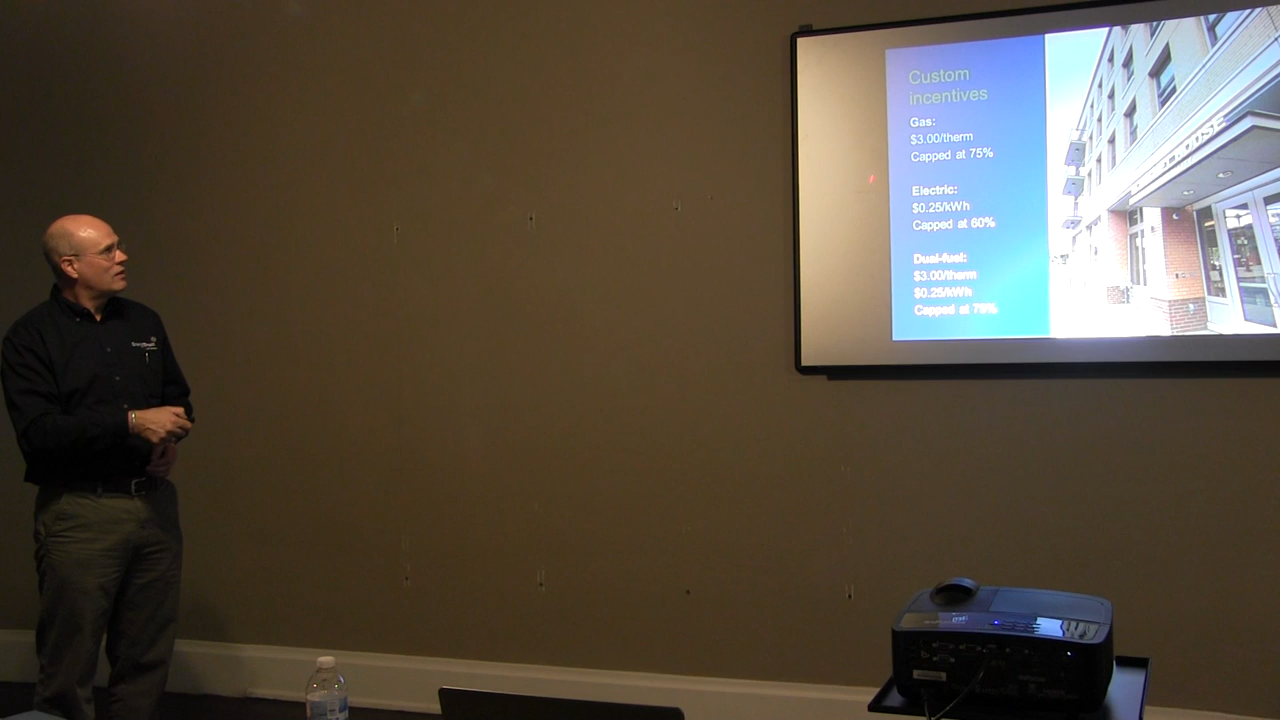 Custom
incentives
Gas:
$3.00/therm
Capped at 75%
Electric:
$0.25/kWh
Capped at 60%
Dual-fuel:
$3.00/therm
$0.25/kWh
Capped at 75%